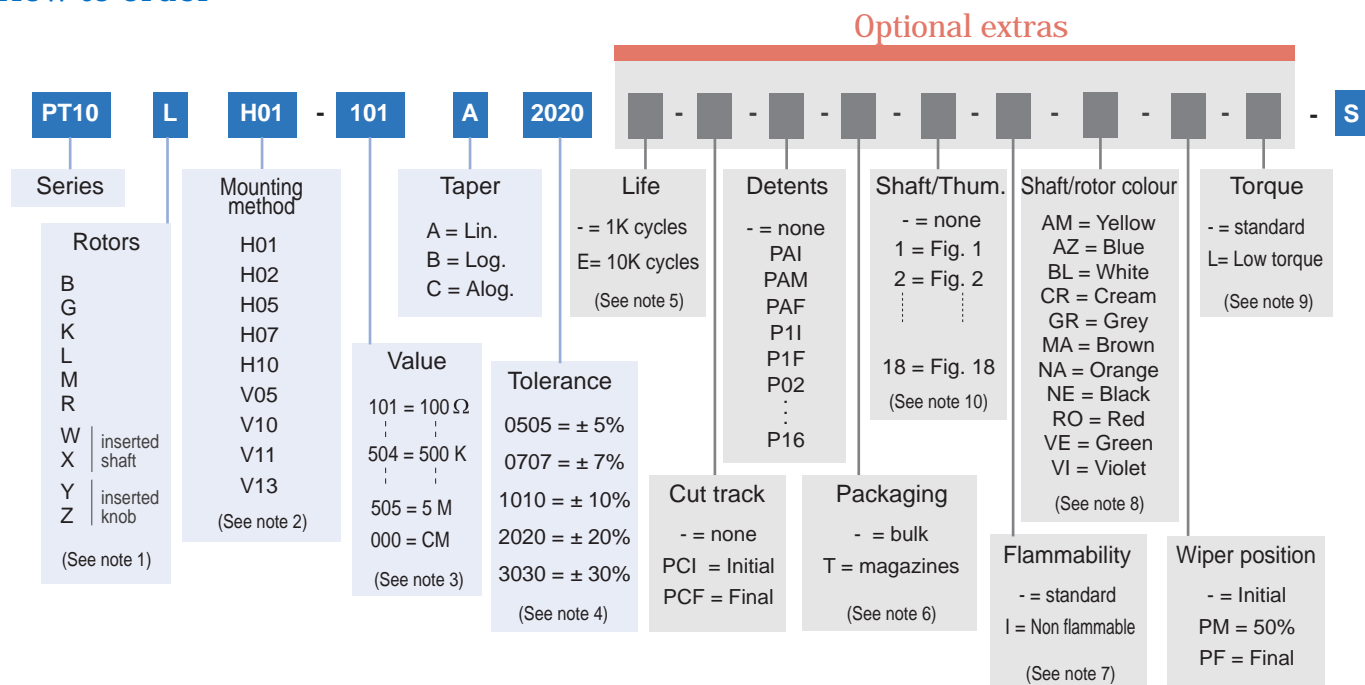 How to order
Optional extras
PT10 L H01 - 101 A 2020 - - - - - - - - - S
Series
Rotors
B
G
K
L
M
R
W
X
inserted
shaft
Y
Z
inserted
knob
(See note 1)
Mounting
method
H01
H02
H05
H07
H10
V05
V10
V11
V13
(See note 2)
Value
101 = 100 Ω
504 = 500 K
505 = 5 M
000 = CM
(See note 3)
Taper
A = Lin.
B = Log.
C = Alog.
Tolerance
0505 = ± 5%
0707 = ± 7%
1010 = ± 10%
2020 = ± 20%
3030 = ± 30%
(See note 4)
Life
- = 1K cycles
E= 10K cycles
(See note 5)
Cut track
- = none
PCI = Initial
PCF = Final
Detents
- = none
PAI
PAM
PAF
P1I
P1F
P02
:
P16
Packaging
- = bulk
T = magazines
(See note 6)
Shaft/Thum.
- = none
1 = Fig. 1
2 = Fig. 2
18 = Fig. 18
(See note 10)
Flammability
- = standard
I = Non flammable
(See note 7)
Shaft/rotor colour
AM = Yellow
AZ = Blue
BL = White
CR = Cream
GR = Grey
MA = Brown
NA = Orange
NE = Black
RO = Red
VE = Green
VI = Violet
(See note 8)
Wiper position
- = Initial
PM = 50%
PF = Final
Torque
- = standard
L= Low torque
(See note 9)